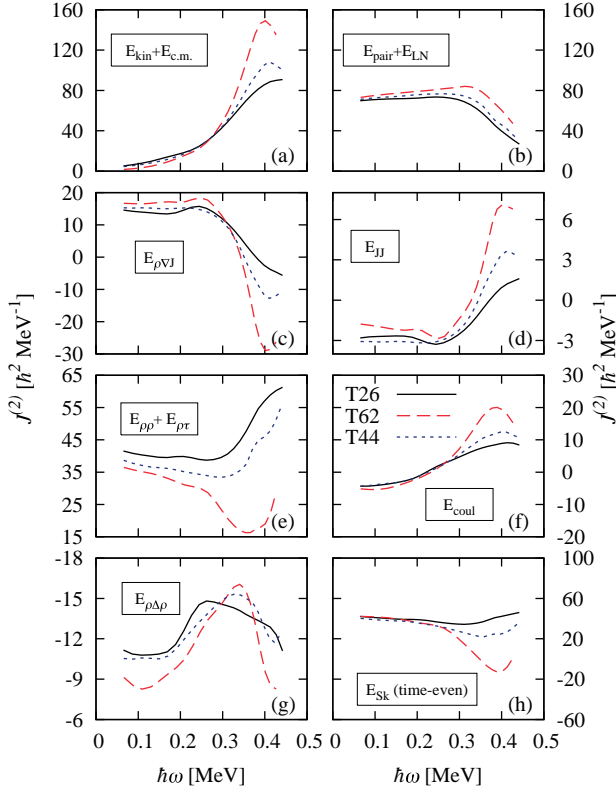 160
120
80
40
0
E_kin+E_c.m.
(a)
160
120
80
40
0
E_pair+E_LN
(b)
20
10
0
-10
-20
-30
E_ρ∇J
(c)
6
3
0
-3
E_JJ
(d)
65
55
45
35
25
15
E_ρρ+ E_ρτ
(e)
30
20
10
0
-10
-20
T26
T62
T44
E_coul
(f)
-18
-15
-12
-9
-6
E_ρΔρ
(g)
100
60
20
-20
-60
E_Sk (time-even)
(h)
J^(2) [ℏ^2 MeV^-1]
J^(2) [ℏ^2 MeV^-1]
0 0.1 0.2 0.3 0.4 0.5
0 0.1 0.2 0.3 0.4 0.5
ℏω [MeV]
ℏω [MeV]